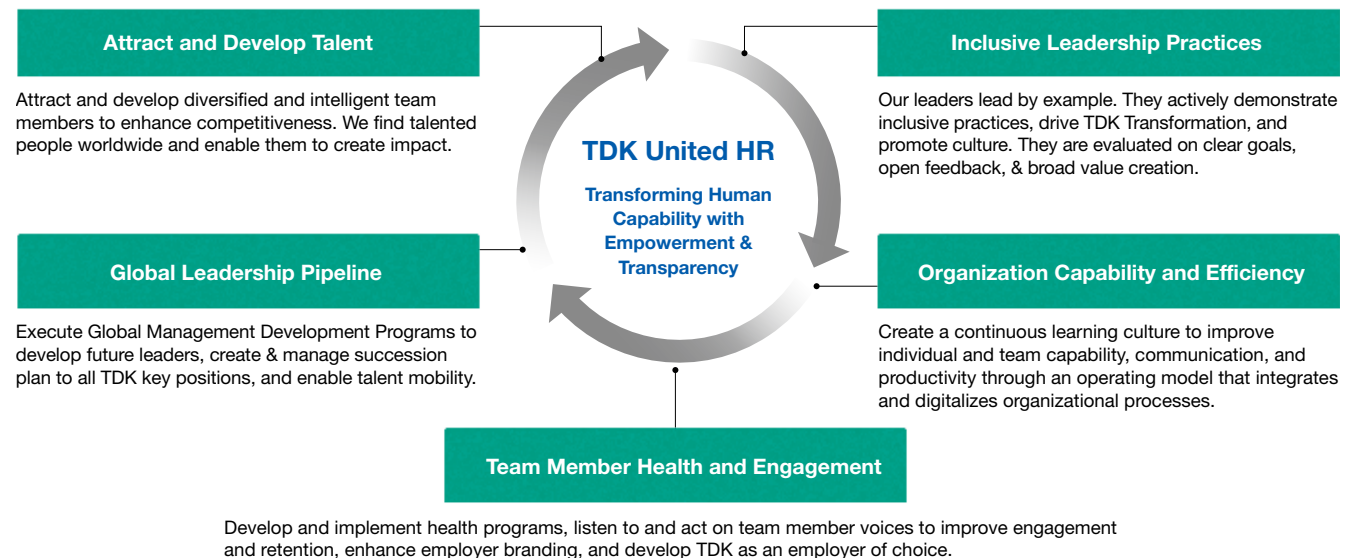 Attract and Develop Talent
Attract and develop diversified and intelligent team
members to enhance competitiveness. We find talented
people worldwide and enable them to create impact.
Inclusive Leadership Practices
Our leaders lead by example. They actively demonstrate
inclusive practices, drive TDK Transformation, and
promote culture. They are evaluated on clear goals,
open feedback, & broad value creation.
TDK United HR
Transforming Human
Capability with
Empowerment &
Transparency
Global Leadership Pipeline
Execute Global Management Development Programs to
develop future leaders, create & manage succession
plan to all TDK key positions, and enable talent mobility.
Organization Capability and Efficiency
Create a continuous learning culture to improve
individual and team capability, communication, and
productivity through an operating model that integrates
and digitalizes organizational processes.
Team Member Health and Engagement
Develop and implement health programs, listen to and act on team member voices to improve engagement
and retention, enhance employer branding, and develop TDK as an employer of choice.